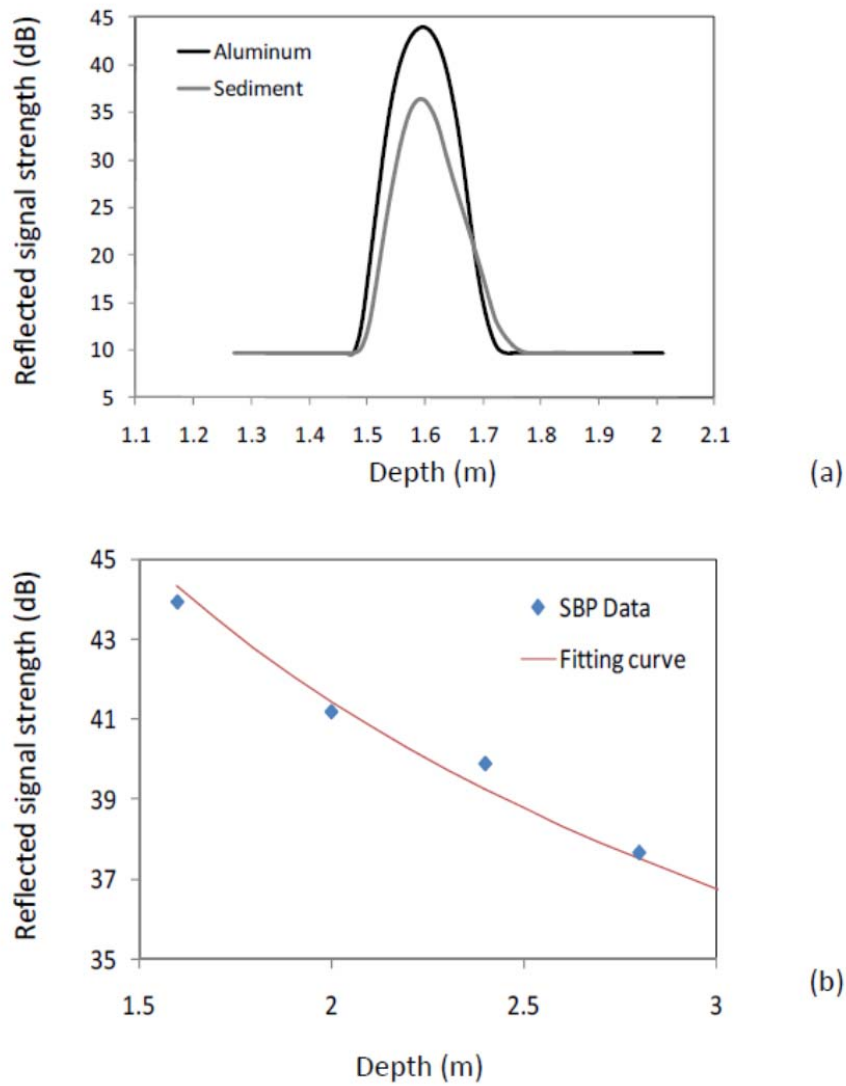 Reflected signal strength (dB)
45
40
35
30
25
20
15
10
5
Aluminum
Sediment
1.1 1.2 1.3 1.4 1.5 1.6 1.7 1.8 1.9 2 2.1
Depth (m)
(a)
Reflected signal strength (dB)
45
43
41
39
37
35
SBP Data
Fitting curve
1.5 2 2.5 3
(b)
Depth (m)